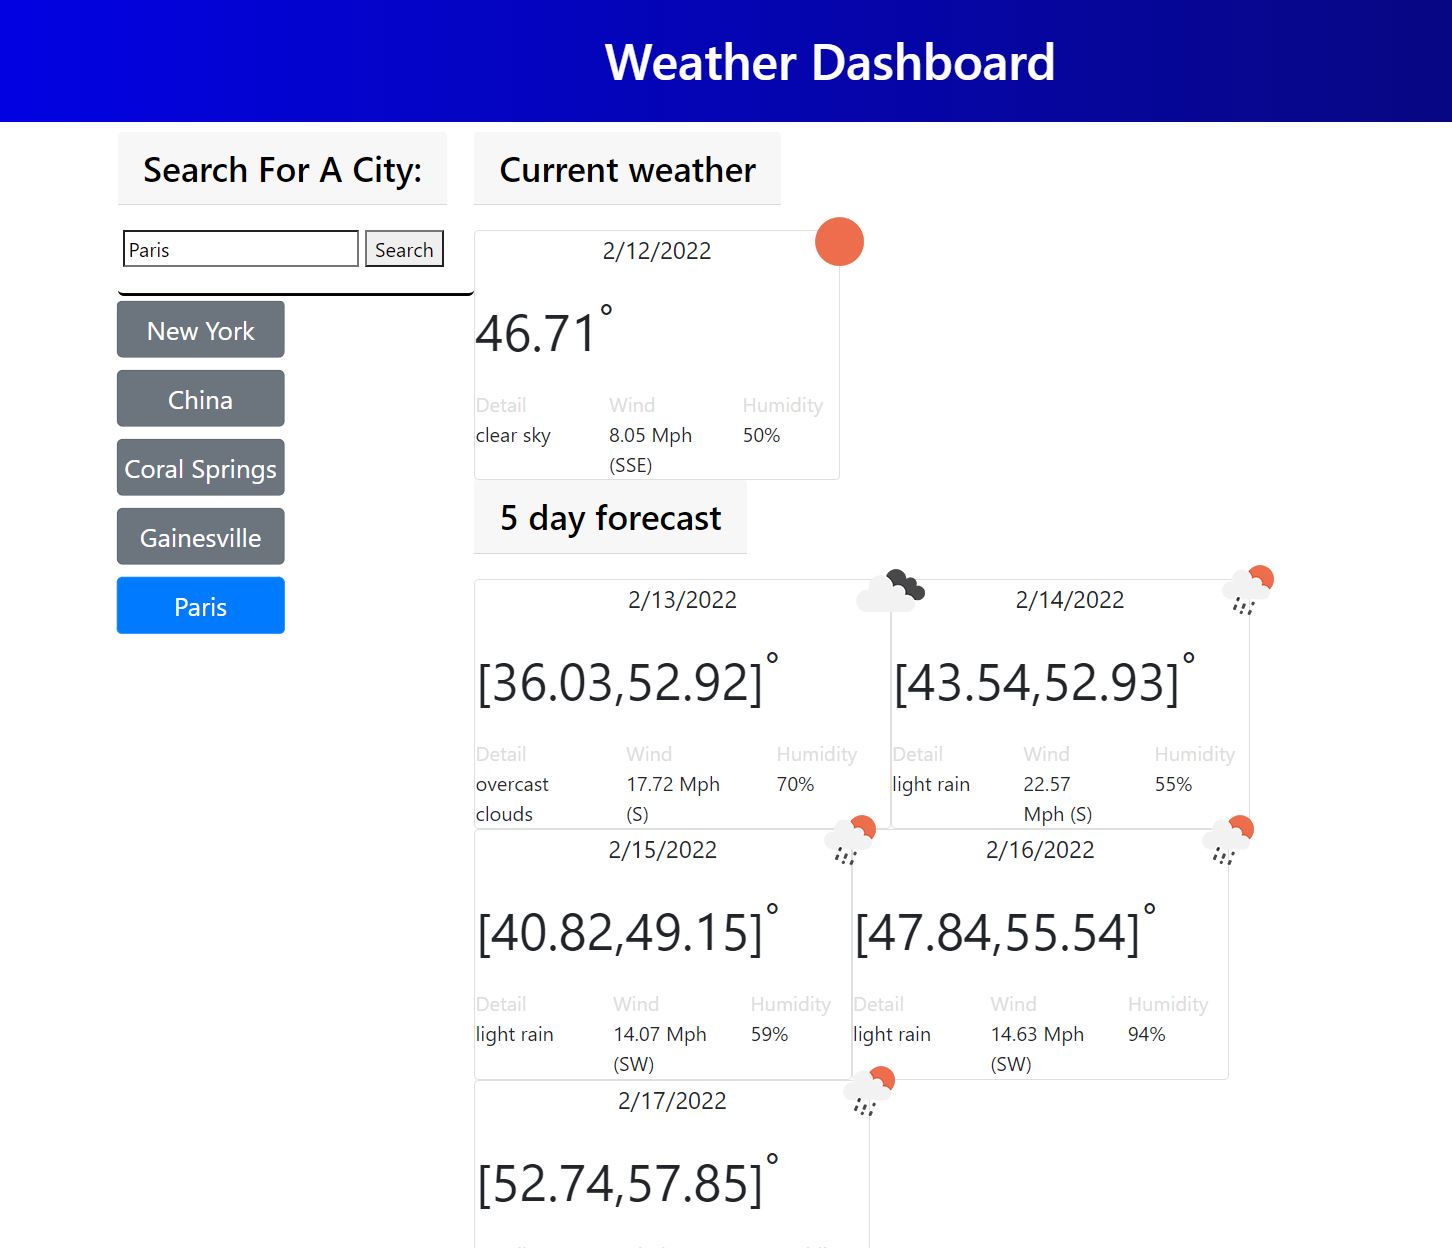 Weather Dashboard
Search For A City:
Paris
Search
New York
China
Coral Springs
Gainesville
Paris
Current weather
2/12/2022
46.71°
Detail Wind Humidity
clear sky 8.05 Mph 50%
(SSE)
5 day forecast
2/13/2022
[36.03,52.92]°
Detail Wind Humidity
overcast 17.72 Mph 70%
clouds (S)
2/14/2022
[43.54,52.93]°
Detail Wind Humidity
light rain 22.57 55%
Mph (S)
2/15/2022
[40.82,49.15]°
Detail Wind Humidity
light rain 14.07 Mph 59%
(SW)
2/16/2022
[47.84,55.54]°
Detail Wind Humidity
light rain 14.63 Mph 94%
(SW)
2/17/2022
[52.74,57.85]°